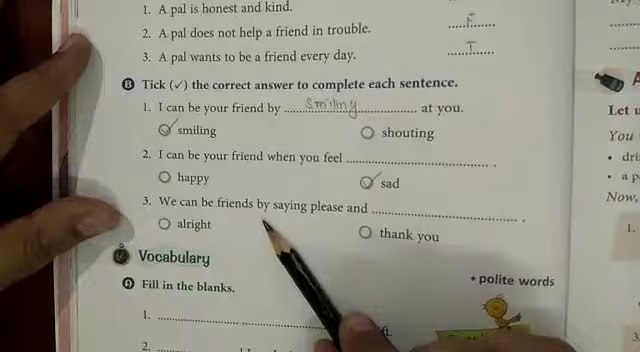 1. A pal is honest and kind.
2. A pal does not help a friend in trouble. F
3. A pal wants to be a friend every day. T
B Tick (✓) the correct answer to complete each sentence.
1. I can be your friend by smiling at you.
smiling shouting
2. I can be your friend when you feel
happy sad
3. We can be friends by saying please and
alright thank you
Vocabulary
• polite words
A Fill in the blanks.
1.
2.
A
Let u
You
• dri
• a p
Now,
1.
3